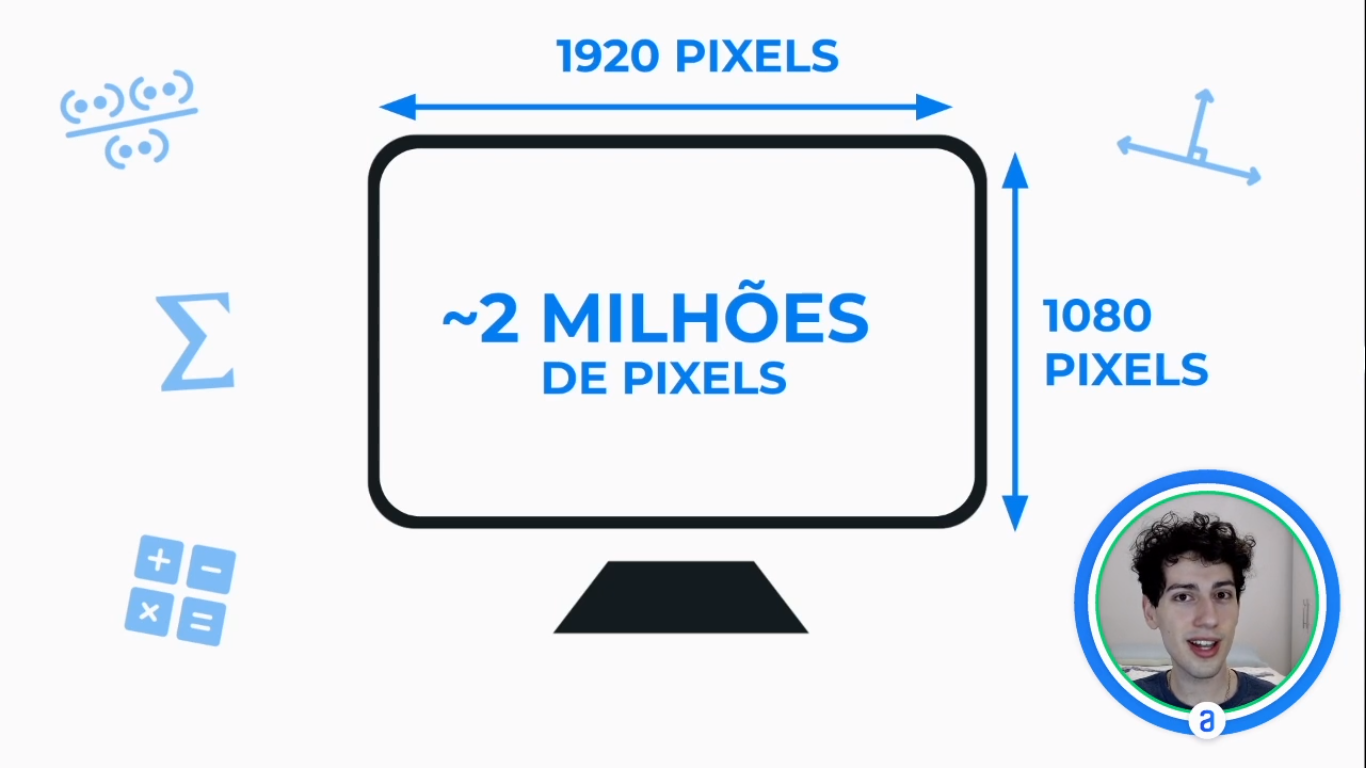 1920 PIXELS
~2 MILHÕES
DE PIXELS
1080
PIXELS
Σ
+ −
× =
a